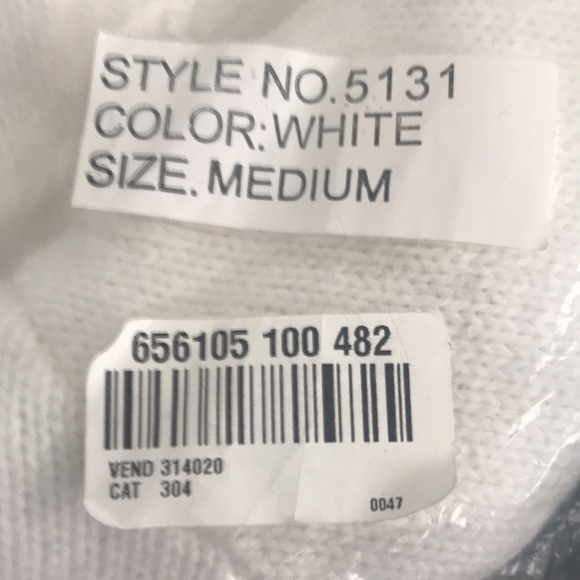 STYLE NO.5131
COLOR:WHITE
SIZE. MEDIUM
656105 100 482
VEND 314020
CAT 304
0047